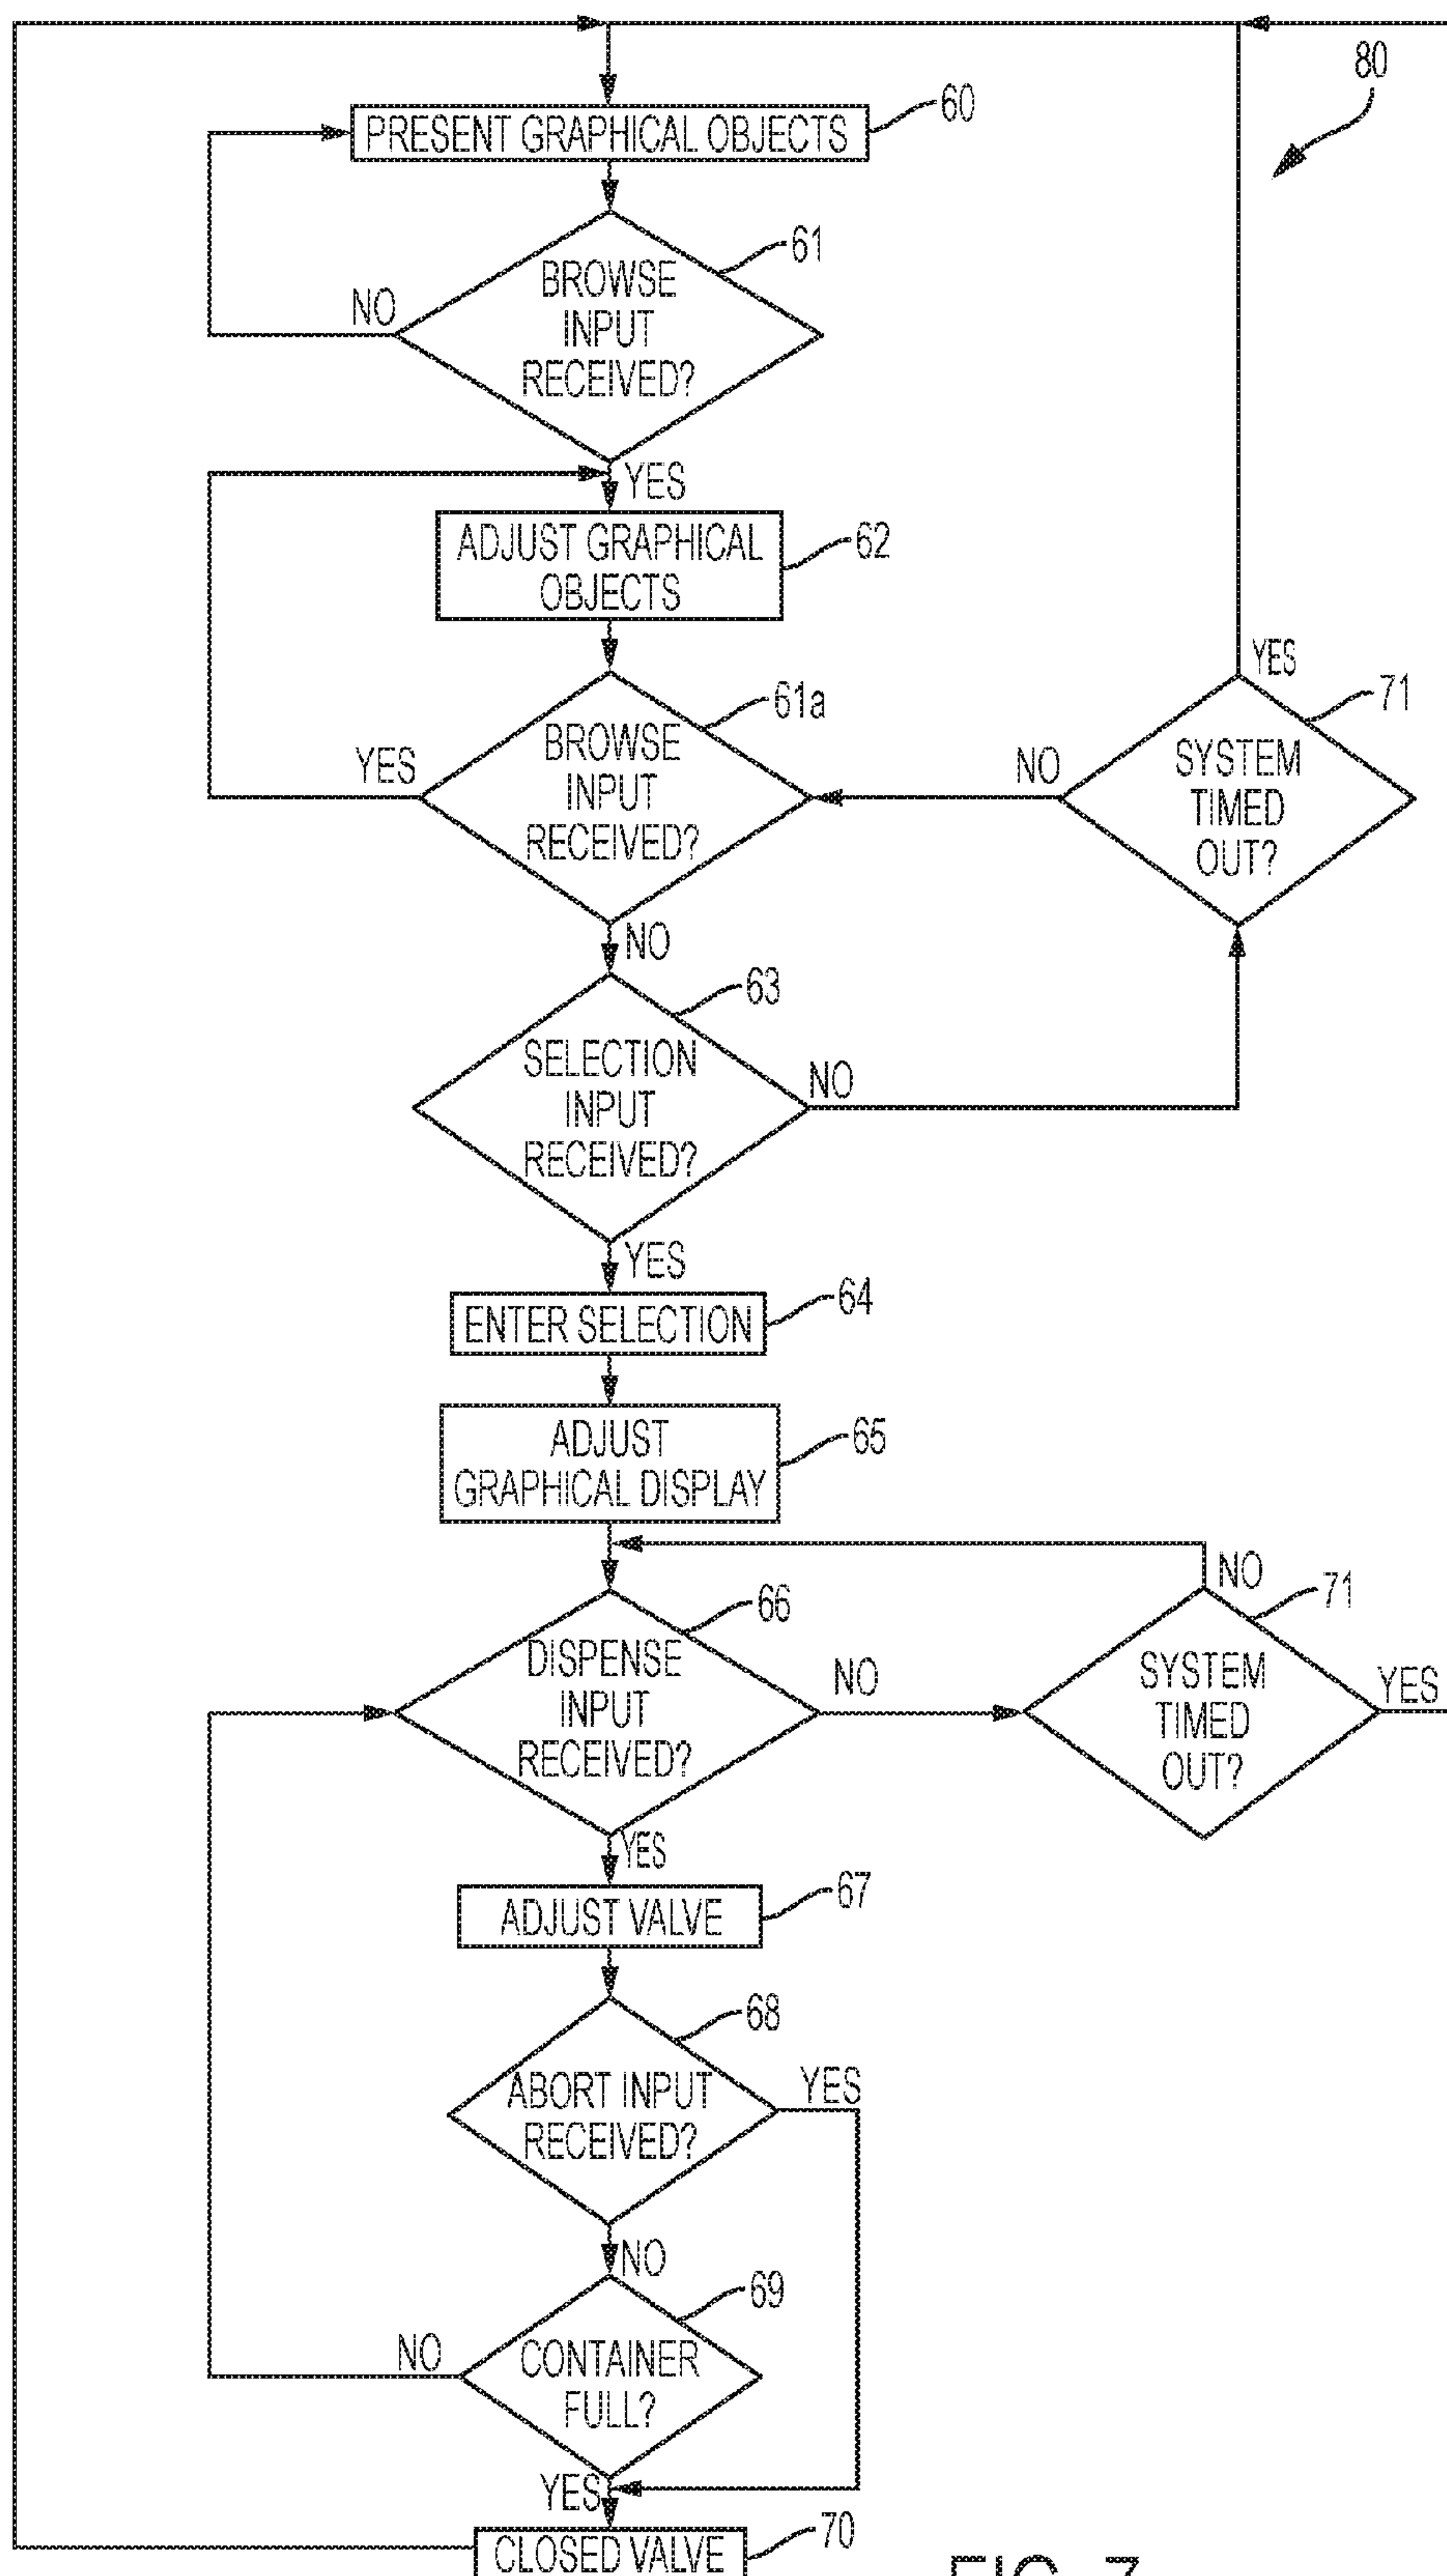 80
PRESENT GRAPHICAL OBJECTS
60
BROWSE
INPUT
RECEIVED?
61
NO
YES
ADJUST GRAPHICAL
OBJECTS
62
BROWSE
INPUT
RECEIVED?
61a
YES
NO
SYSTEM
TIMED
OUT?
71
YES
NO
SELECTION
INPUT
RECEIVED?
63
NO
YES
ENTER SELECTION
64
ADJUST
GRAPHICAL DISPLAY
65
DISPENSE
INPUT
RECEIVED?
66
NO
SYSTEM
TIMED
OUT?
71
NO
YES
YES
ADJUST VALVE
67
ABORT INPUT
RECEIVED?
68
YES
NO
CONTAINER
FULL?
69
NO
YES
CLOSED VALVE
70